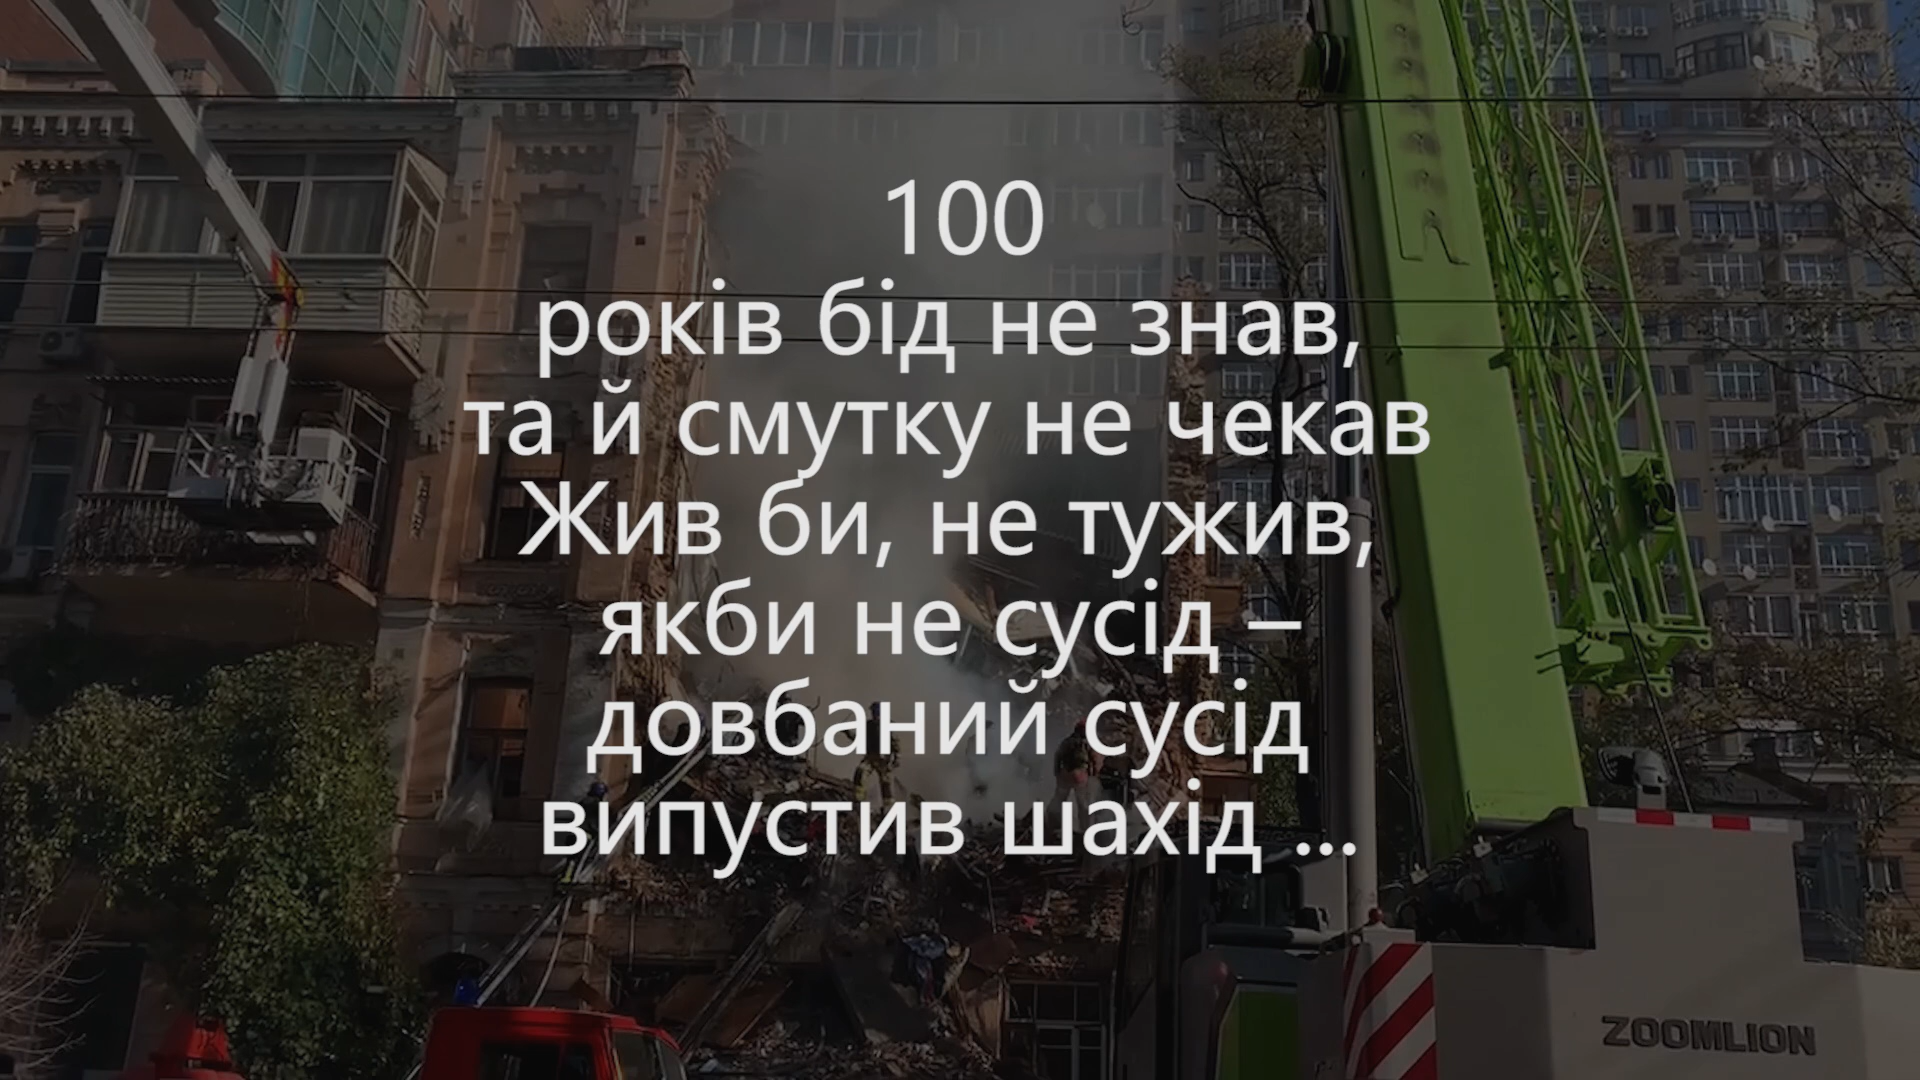 100
років бід не знав,
та й смутку не чекав
Жив би, не тужив,
якби не сусід –
довбаний сусід
випустив шахід ...
ZOOMLION